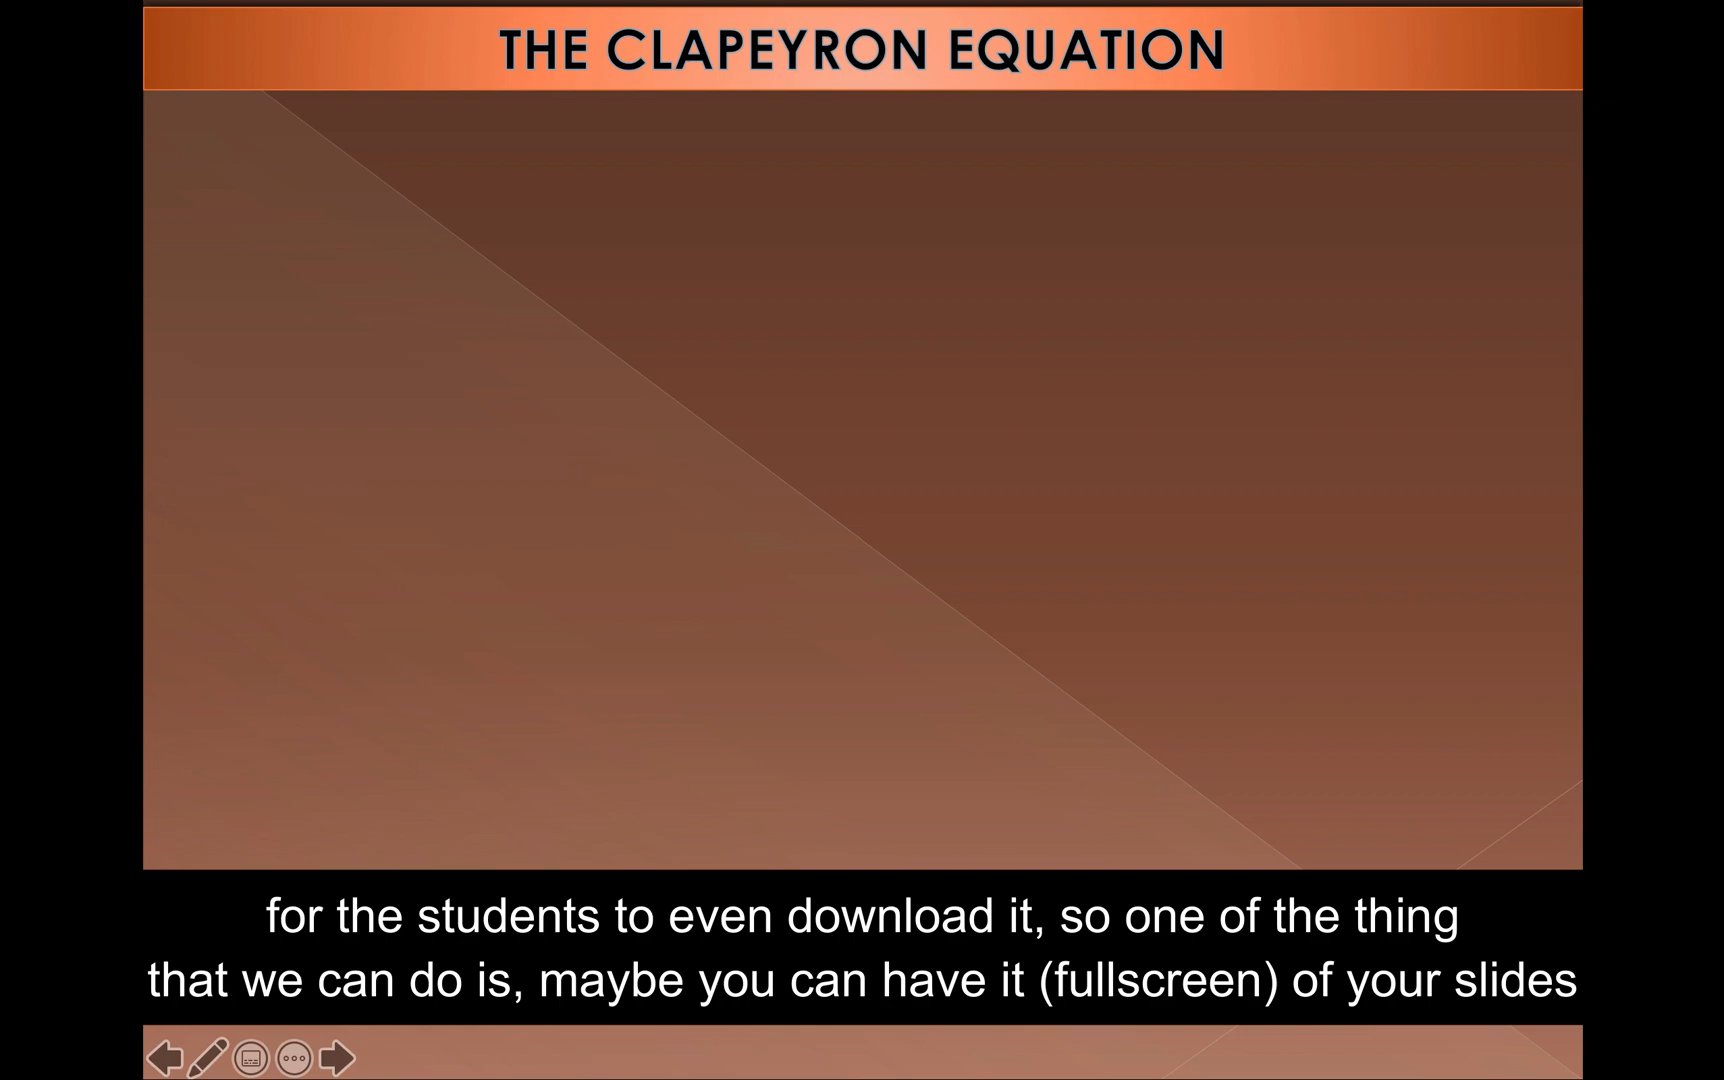 THE CLAPEYRON EQUATION
for the students to even download it, so one of the thing
that we can do is, maybe you can have it (fullscreen) of your slides